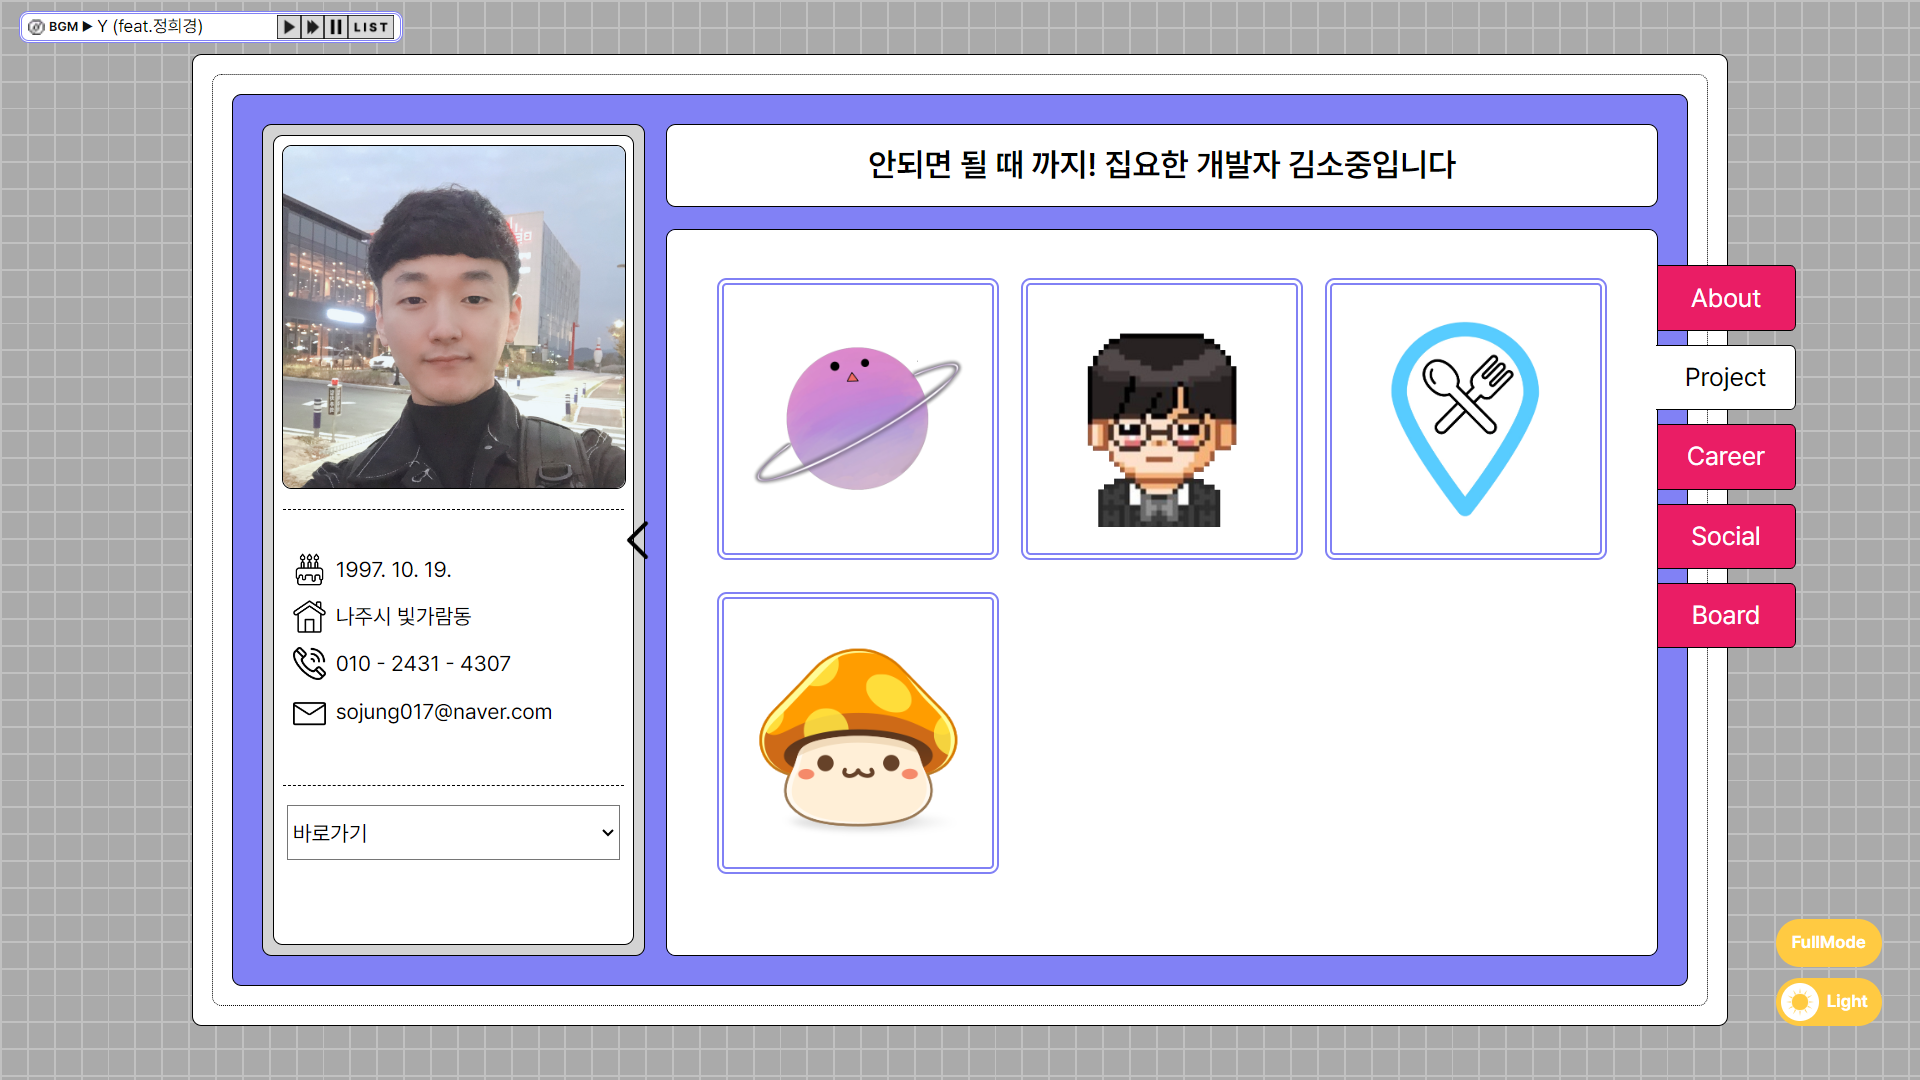 BGM ▶ Y (feat.정희경)
LIST
안되면 될 때 까지! 집요한 개발자 김소중입니다
About
Project
Career
Social
Board
1997. 10. 19.
나주시 빛가람동
010 - 2431 - 4307
sojung017@naver.com
바로가기
FullMode
Light